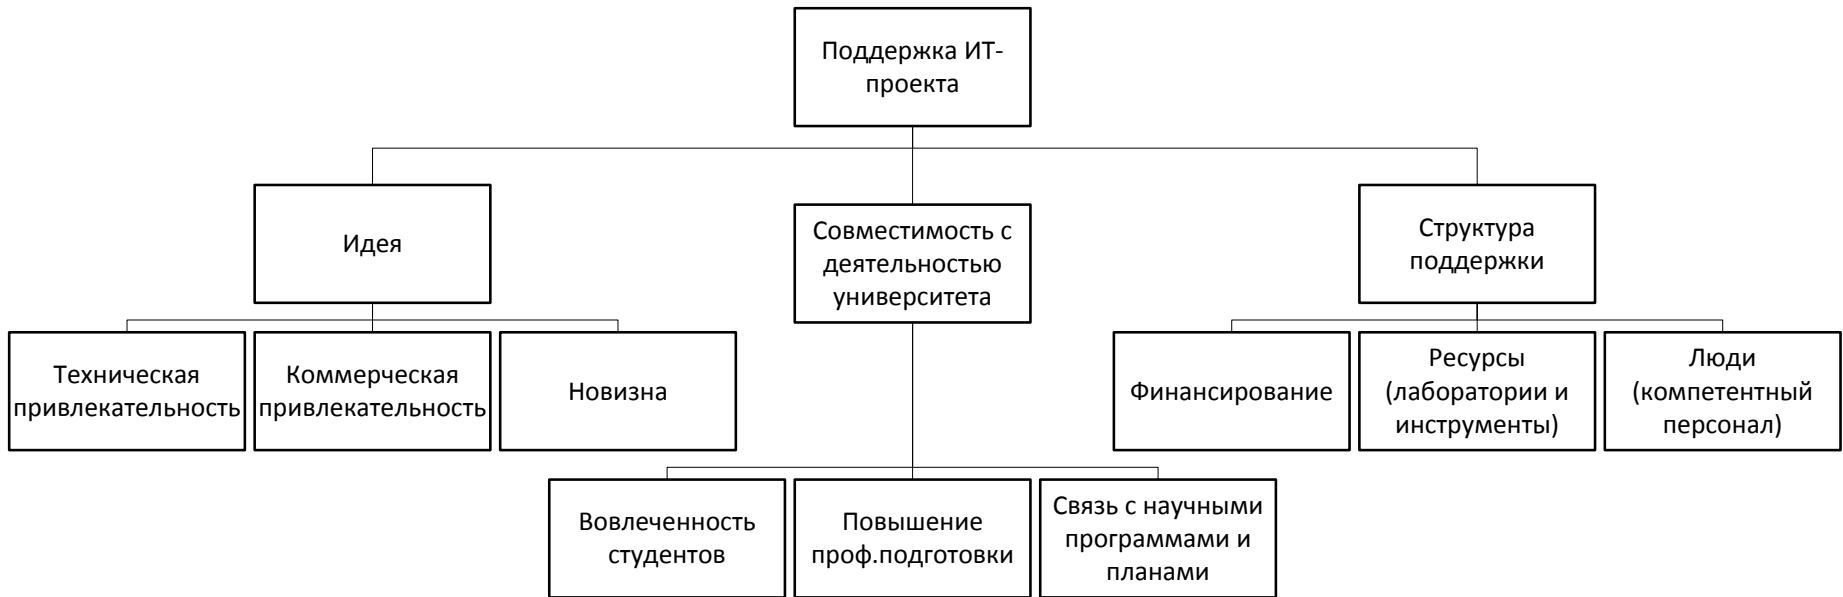 Поддержка ИТ-
проекта
Идея
Совместимость с
деятельностью
университета
Структура
поддержки
Техническая
привлекательность
Коммерческая
привлекательность
Новизна
Финансирование
Ресурсы
(лаборатории и
инструменты)
Люди
(компетентный
персонал)
Вовлеченность
студентов
Повышение
проф.подготовки
Связь с научными
программами и
планами